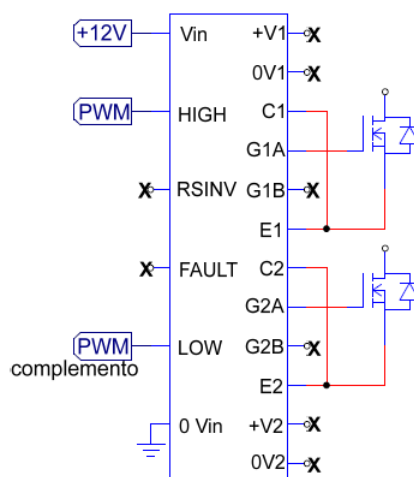 +12V Vin +V1 X
0V1 X
PWM HIGH C1
G1A
X RSINV G1B X
E1
X FAULT C2
G2A
PWM LOW G2B X
complemento
E2
0 Vin +V2 X
0V2 X